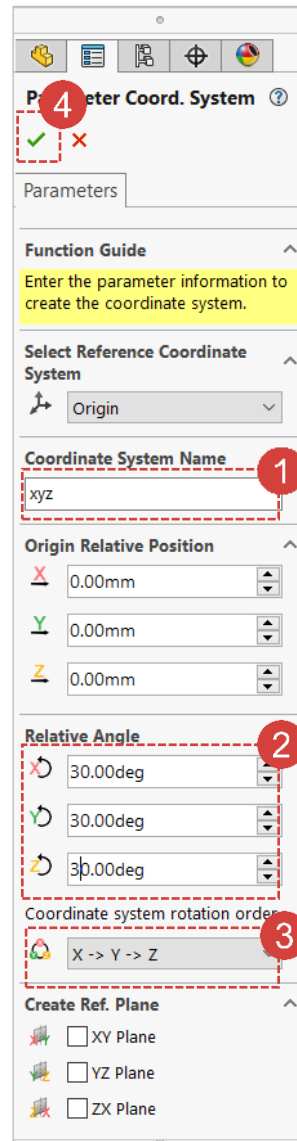 Pa 4 eter Coord. System ?
Parameters
Function Guide
Enter the parameter information to
create the coordinate system.
Select Reference Coordinate
System
Origin
Coordinate System Name
1
xyz
Origin Relative Position
X 0.00mm
Y 0.00mm
Z 0.00mm
Relative Angle
2
X 30.00deg
Y 30.00deg
Z 30.00deg
Coordinate system rotation order
3
X -> Y -> Z
Create Ref. Plane
XY Plane
YZ Plane
ZX Plane